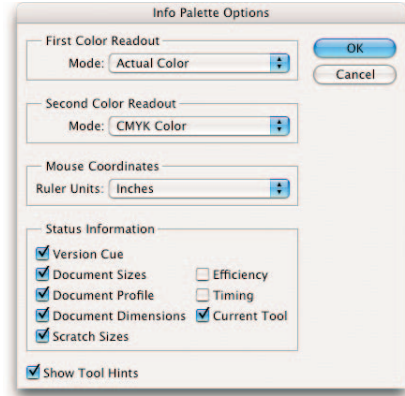 Info Palette Options
First Color Readout
Mode: Actual Color
OK
Cancel
Second Color Readout
Mode: CMYK Color
Mouse Coordinates
Ruler Units: Inches
Status Information
Version Cue
Document Sizes Efficiency
Document Profile Timing
Document Dimensions Current Tool
Scratch Sizes
Show Tool Hints